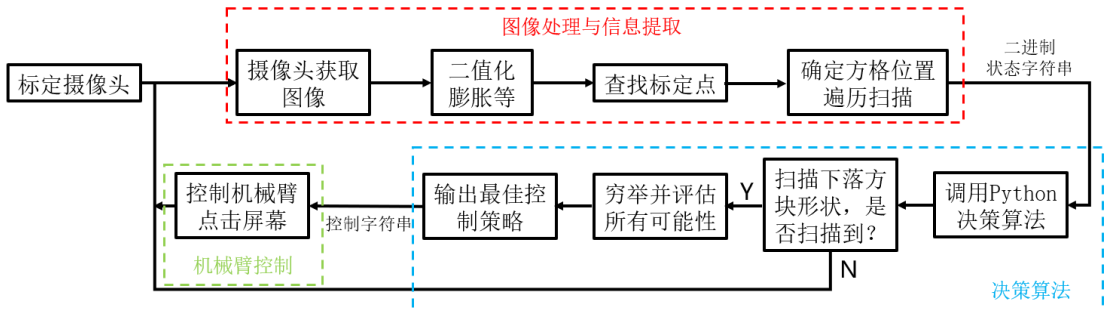 图像处理与信息提取
标定摄像头
摄像头获取
图像
二值化
膨胀等
查找标定点
确定方格位置
遍历扫描
二进制
状态字符串
调用Python
决策算法
扫描下落方
块形状，是
否扫描到？
Y
N
穷举并评估
所有可能性
输出最佳控
制策略
控制字符串
控制机械臂
点击屏幕
机械臂控制
决策算法